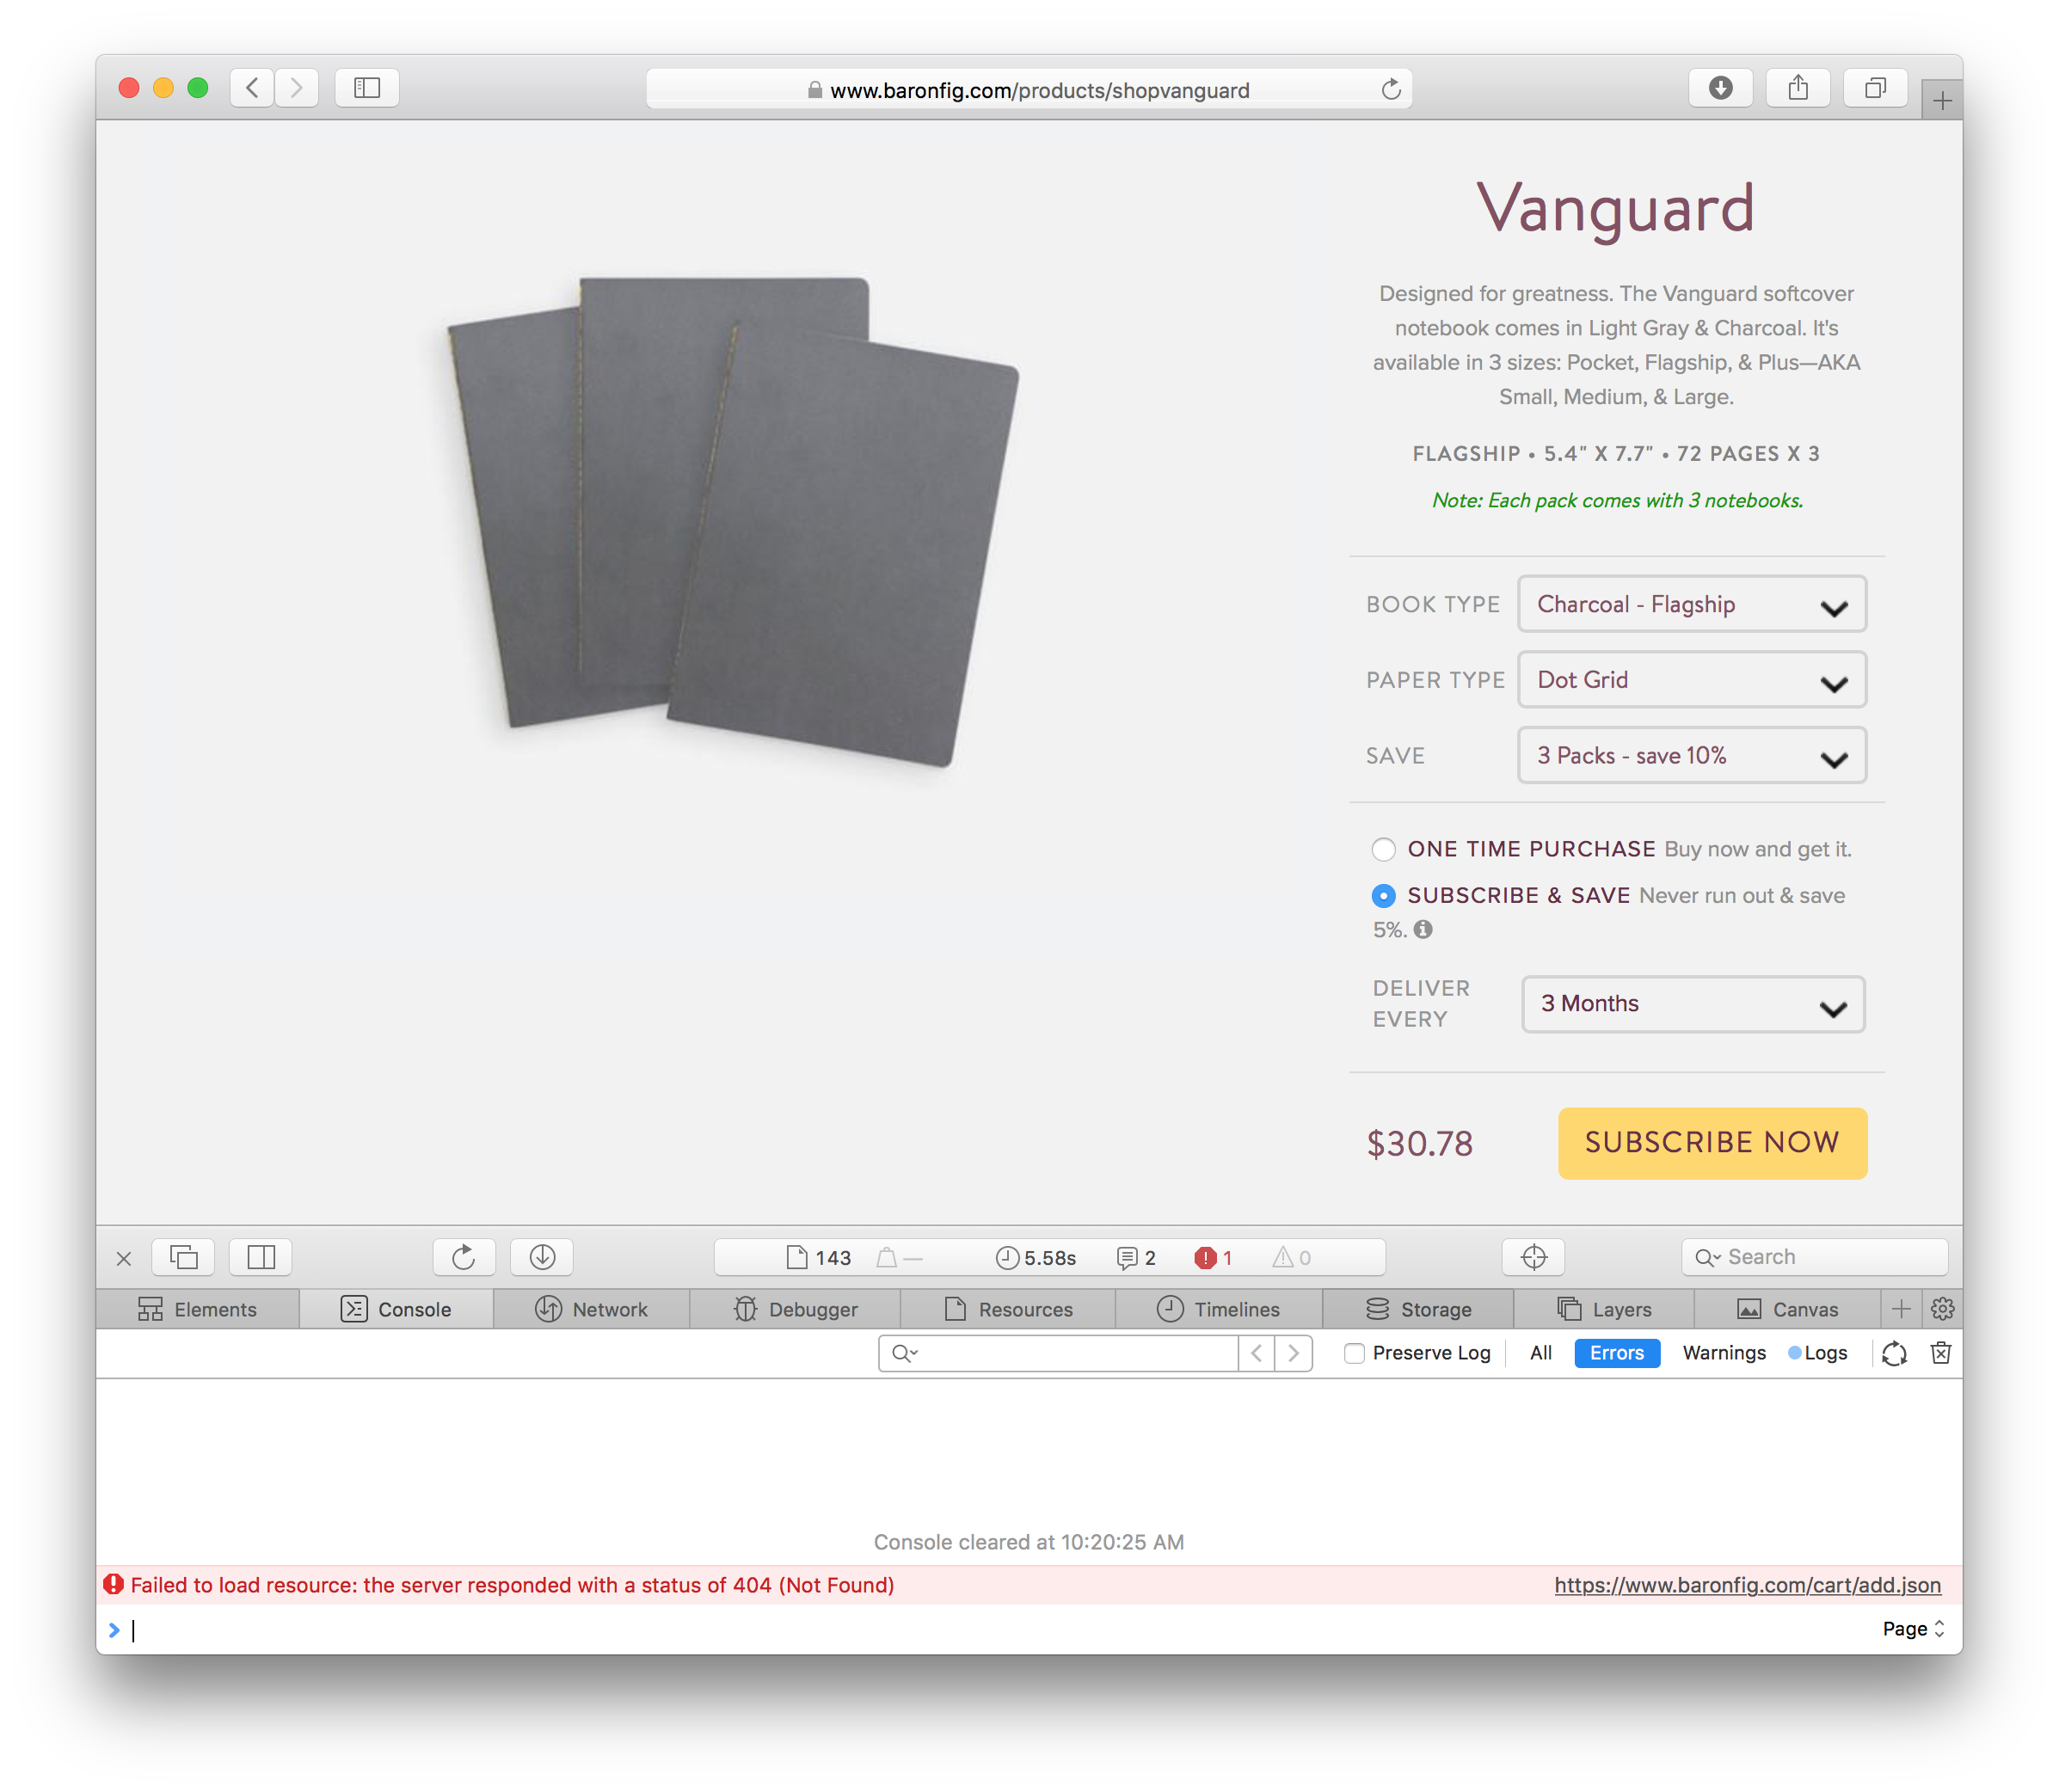 www.baronfig.com/products/shopvanguard
Vanguard
Designed for greatness. The Vanguard softcover
notebook comes in Light Gray & Charcoal. It's
available in 3 sizes: Pocket, Flagship, & Plus—AKA
Small, Medium, & Large.
FLAGSHIP • 5.4" X 7.7" • 72 PAGES X 3
Note: Each pack comes with 3 notebooks.
BOOK TYPE Charcoal - Flagship
PAPER TYPE Dot Grid
SAVE 3 Packs - save 10%
ONE TIME PURCHASE Buy now and get it.
SUBSCRIBE & SAVE Never run out & save
5%.
DELIVER
EVERY
3 Months
$30.78 SUBSCRIBE NOW
143 — 5.58s 2 1 0 Search
Elements Console Network Debugger Resources Timelines Storage Layers Canvas
Preserve Log All Errors Warnings Logs
Console cleared at 10:20:25 AM
Failed to load resource: the server responded with a status of 404 (Not Found) https://www.baronfig.com/cart/add.json
Page